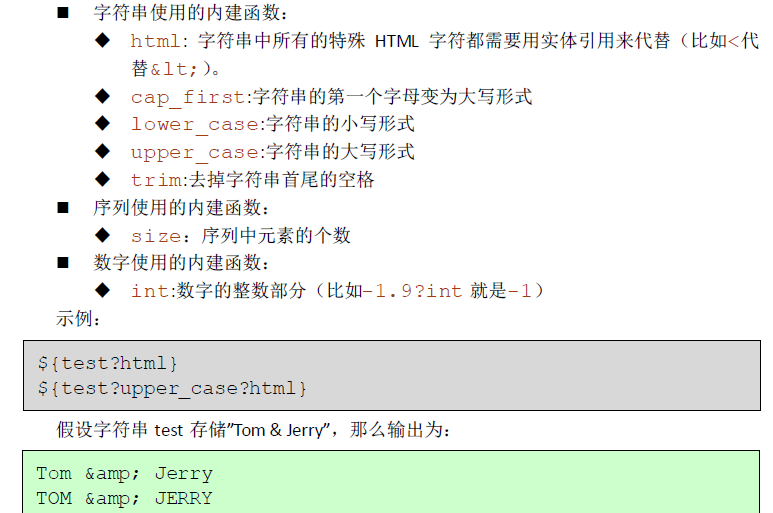 ■ 字符串使用的内建函数：
◆ html: 字符串中所有的特殊 HTML 字符都需要用实体引用来代替（比如<代
替&lt;）。
◆ cap_first:字符串的第一个字母变为大写形式
◆ lower_case:字符串的小写形式
◆ upper_case:字符串的大写形式
◆ trim:去掉字符串首尾的空格
■ 序列使用的内建函数：
◆ size：序列中元素的个数
■ 数字使用的内建函数：
◆ int:数字的整数部分（比如-1.9?int 就是-1）
示例：
${test?html}
${test?upper_case?html}
假设字符串 test 存储”Tom & Jerry”，那么输出为：
Tom &amp; Jerry
TOM &amp; JERRY